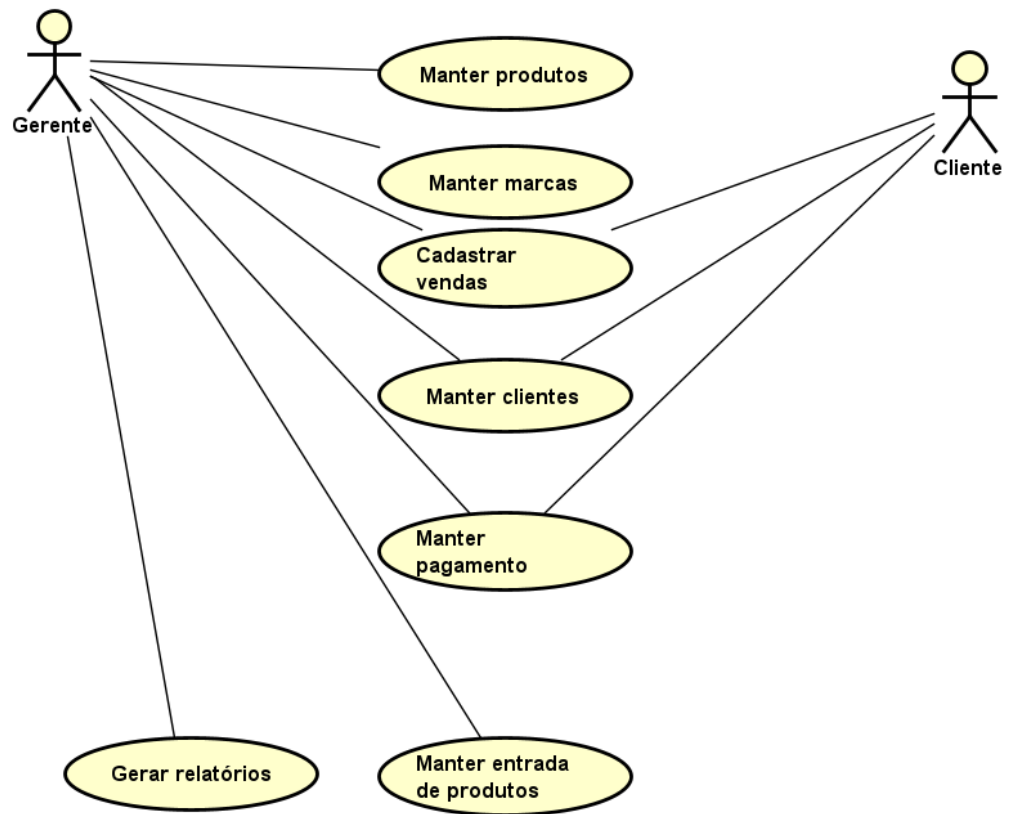 Manter produtos
Gerente
Cliente
Manter marcas
Cadastrar
vendas
Manter clientes
Manter
pagamento
Gerar relatórios
Manter entrada
de produtos